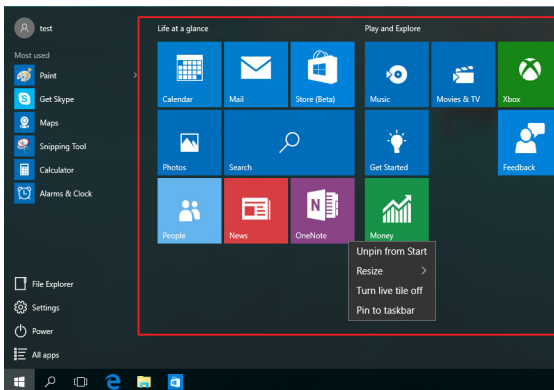 test
Most used
Paint
Get Skype
Maps
Snipping Tool
Calculator
Alarms & Clock
File Explorer
Settings
Power
All apps
Life at a glance
Calendar
Mail
Store (Beta)
Photos
Search
People
News
N
OneNote
Play and Explore
Music
Movies & TV
Xbox
Get Started
Feedback
Money
Unpin from Start
Resize
Turn live tile off
Pin to taskbar